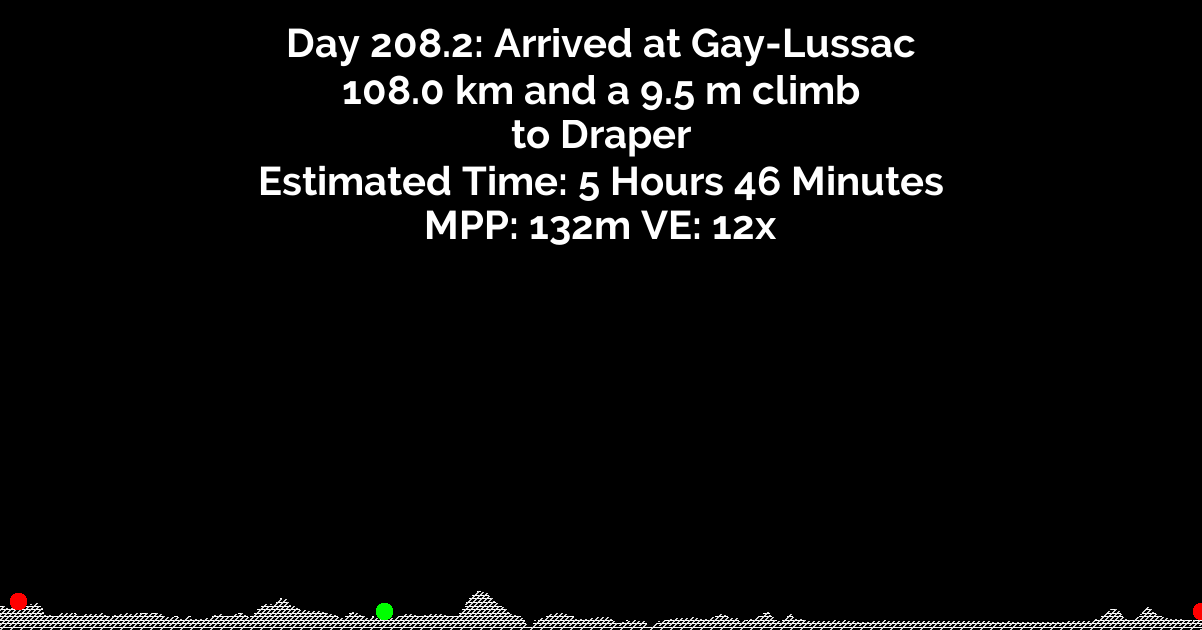 Day 208.2: Arrived at Gay-Lussac
108.0 km and a 9.5 m climb
to Draper
Estimated Time: 5 Hours 46 Minutes
MPP: 132m VE: 12x